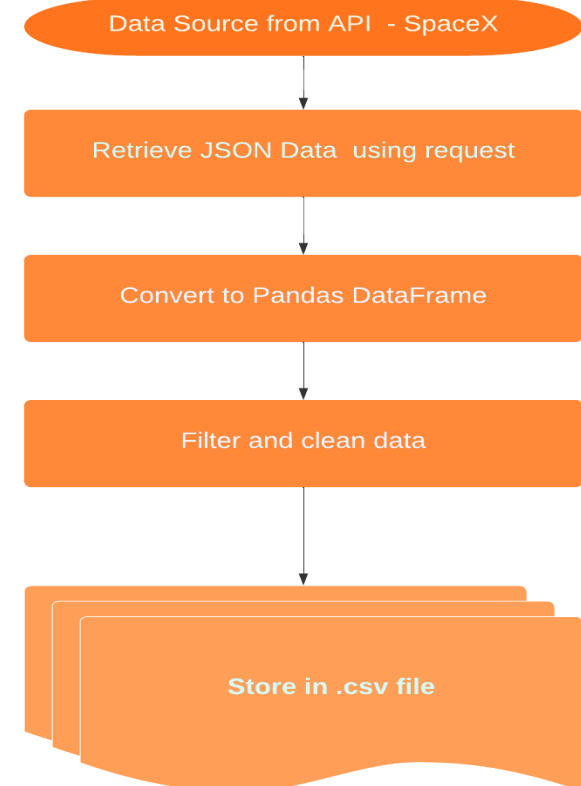 Data Source from API - SpaceX
Retrieve JSON Data using request
Convert to Pandas DataFrame
Filter and clean data
Store in .csv file